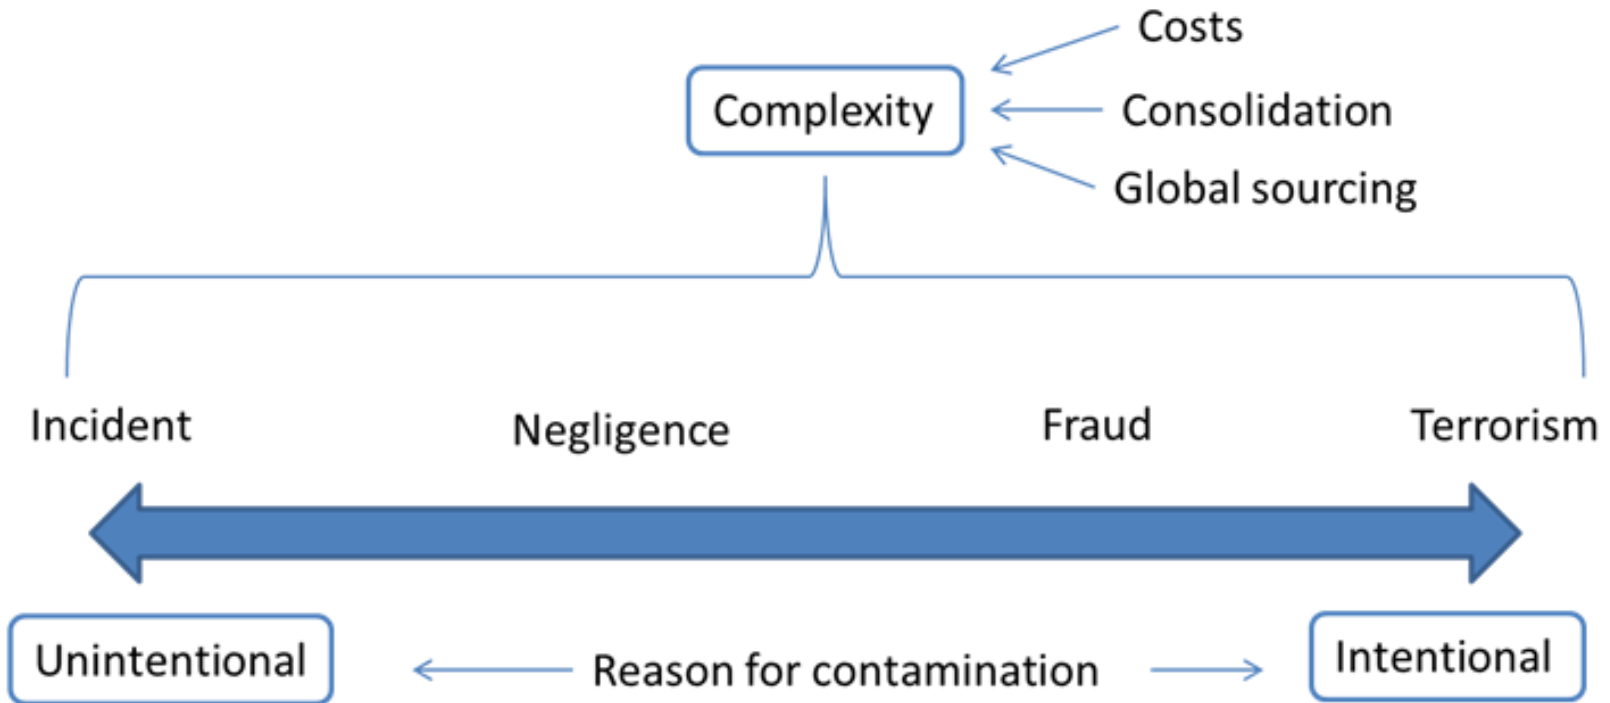 Costs
Complexity
Consolidation
Global sourcing
Incident
Negligence
Fraud
Terrorism
Unintentional
Reason for contamination
Intentional